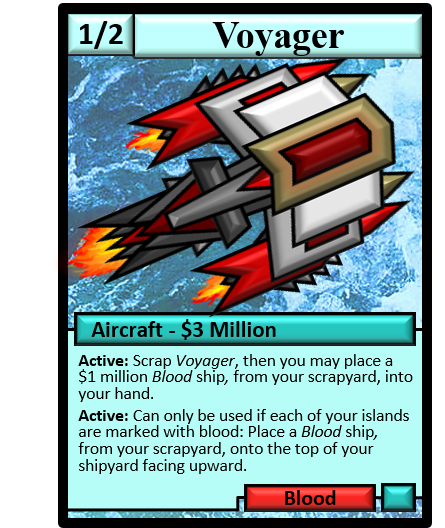 1/2
Voyager
Aircraft - $3 Million
Active: Scrap Voyager, then you may place a
$1 million Blood ship, from your scrapyard, into
your hand.
Active: Can only be used if each of your islands
are marked with blood: Place a Blood ship,
from your scrapyard, onto the top of your
shipyard facing upward.
Blood